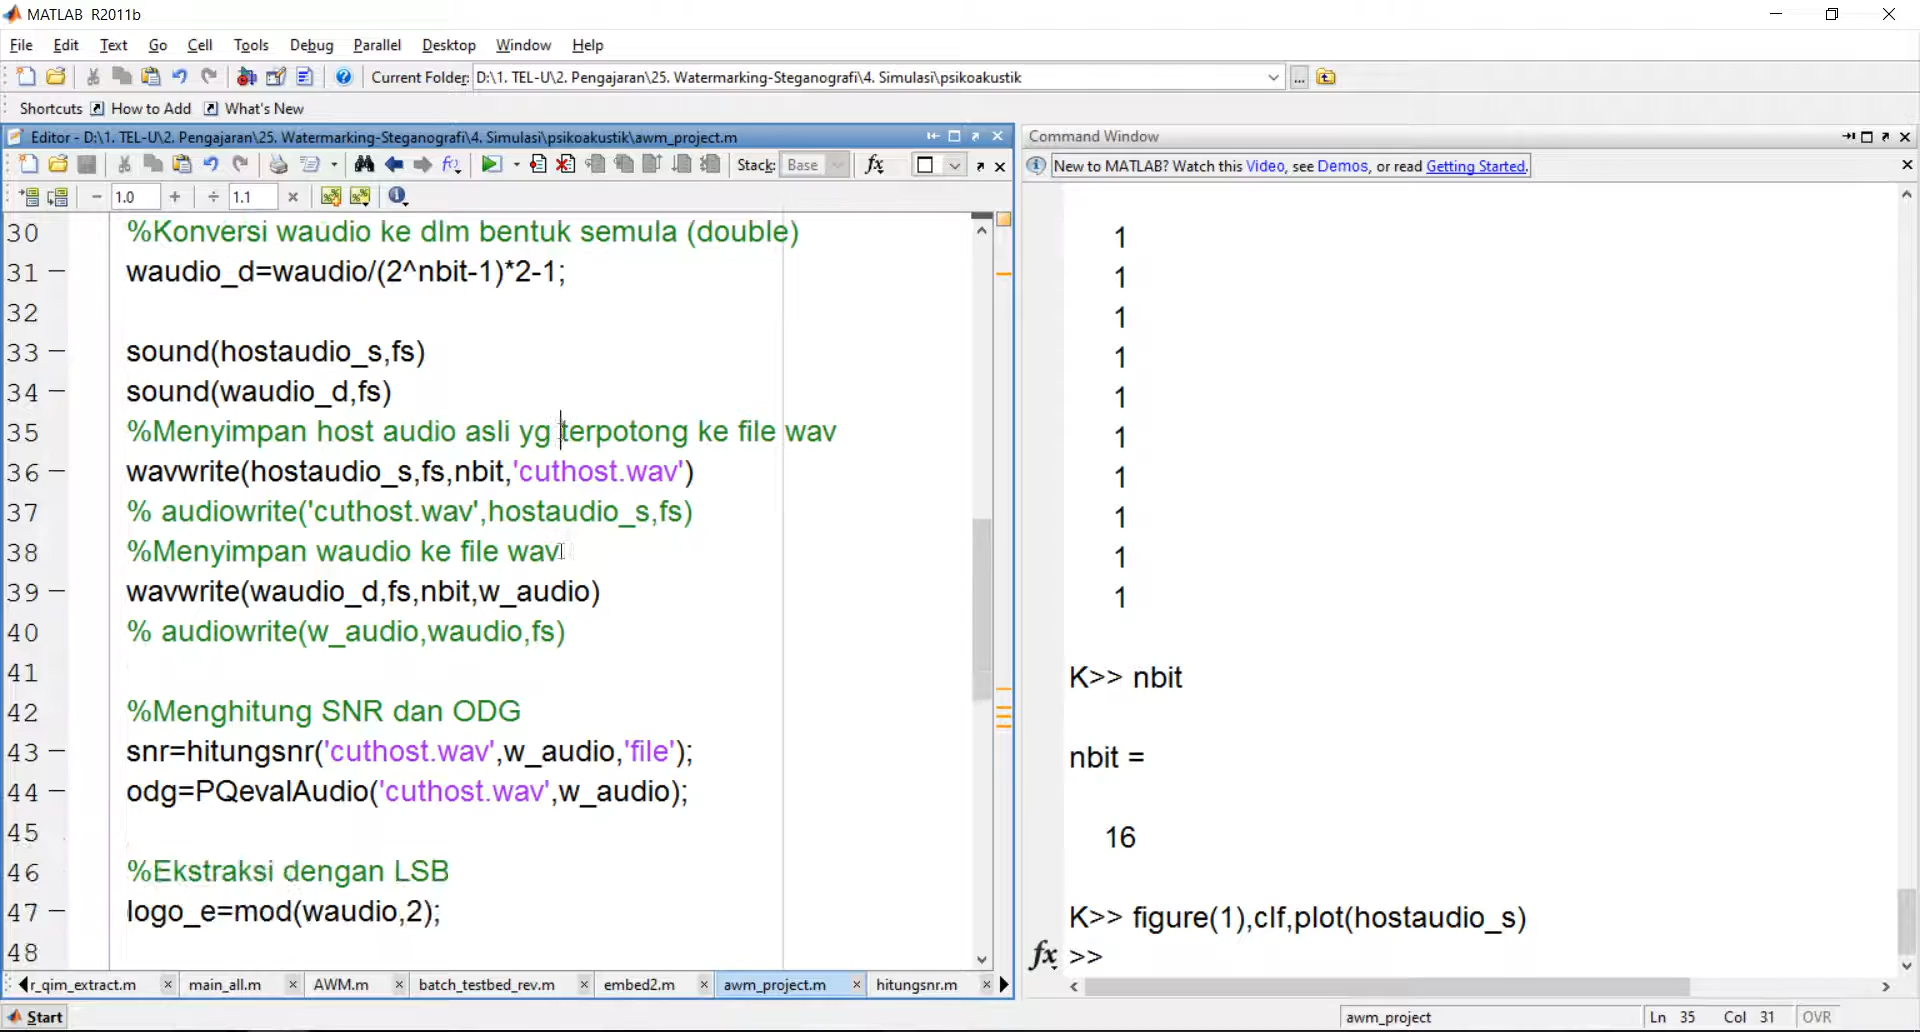 MATLAB R2011b
File Edit Text Go Cell Tools Debug Parallel Desktop Window Help
Current Folder: D:\1. TEL-U\2. Pengajaran\25. Watermarking-Steganografi\4. Simulasi\psikoakustik
Shortcuts How to Add What's New
Editor - D:\1. TEL-U\2. Pengajaran\25. Watermarking-Steganografi\4. Simulasi\psikoakustik\awm_project.m
Stack: Base fx
− 1.0 + ÷ 1.1 ×
30 %Konversi waudio ke dlm bentuk semula (double)
31 − waudio_d=waudio/(2^nbit-1)*2-1;
32
33 − sound(hostaudio_s,fs)
34 − sound(waudio_d,fs)
35 %Menyimpan host audio asli yg terpotong ke file wav
36 − wavwrite(hostaudio_s,fs,nbit,'cuthost.wav')
37 % audiowrite('cuthost.wav',hostaudio_s,fs)
38 %Menyimpan waudio ke file wav
39 − wavwrite(waudio_d,fs,nbit,w_audio)
40 % audiowrite(w_audio,waudio,fs)
41
42 %Menghitung SNR dan ODG
43 − snr=hitungsnr('cuthost.wav',w_audio,'file');
44 − odg=PQevalAudio('cuthost.wav',w_audio);
45
46 %Ekstraksi dengan LSB
47 − logo_e=mod(waudio,2);
48
r_qim_extract.m × main_all.m × AWM.m × batch_testbed_rev.m × embed2.m × awm_project.m × hitungsnr.m ×
Command Window
New to MATLAB? Watch this Video, see Demos, or read Getting Started.
1
1
1
1
1
1
1
1
1
1
K>> nbit
nbit =
16
K>> figure(1),clf,plot(hostaudio_s)
fx >>
Start
awm_project Ln 35 Col 31 OVR